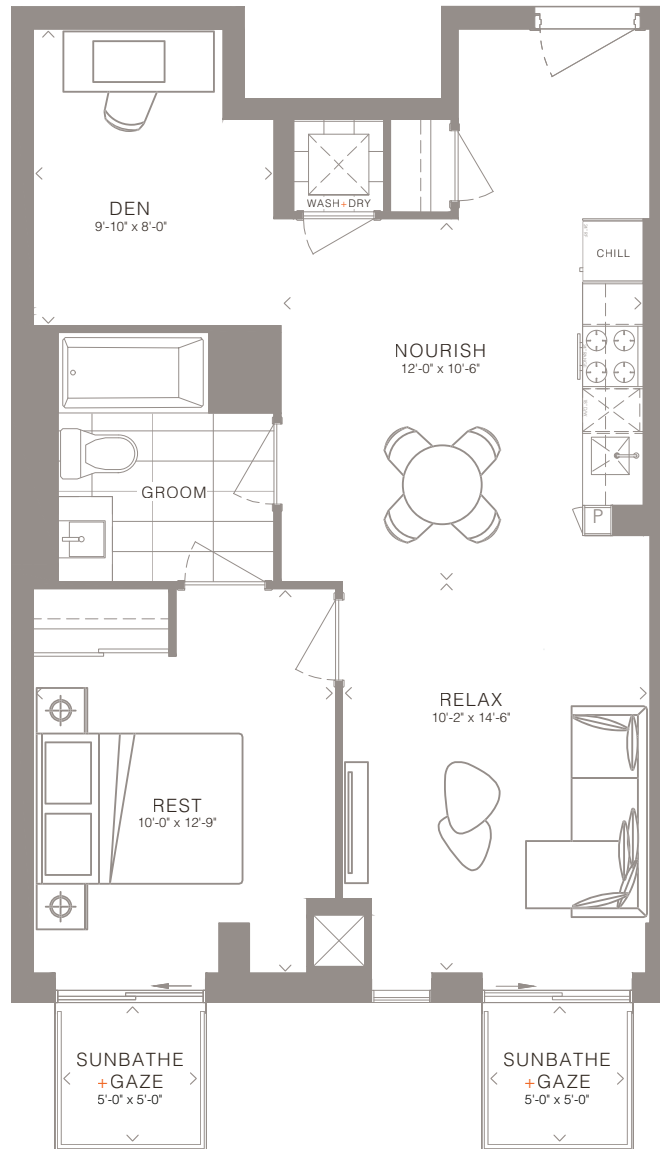 WASH+DRY
DEN
9'-10" x 8'-0"
CHILL
NOURISH
12'-0" x 10'-6"
GROOM
P
RELAX
10'-2" x 14'-6"
REST
10'-0" x 12'-9"
SUNBATHE
+GAZE
5'-0" x 5'-0"
SUNBATHE
+GAZE
5'-0" x 5'-0"